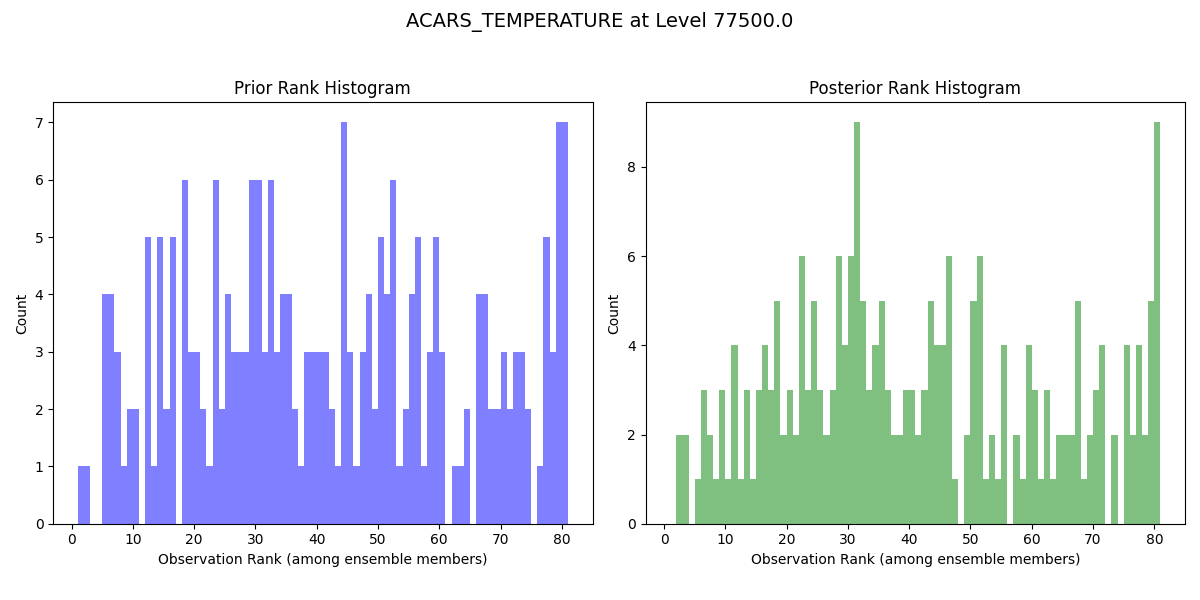 ACARS_TEMPERATURE at Level 77500.0
Prior Rank Histogram
7
6
5
4
3
2
1
0
Count
0 10 20 30 40 50 60 70 80
Observation Rank (among ensemble members)
Posterior Rank Histogram
8
6
4
2
0
Count
0 10 20 30 40 50 60 70 80
Observation Rank (among ensemble members)